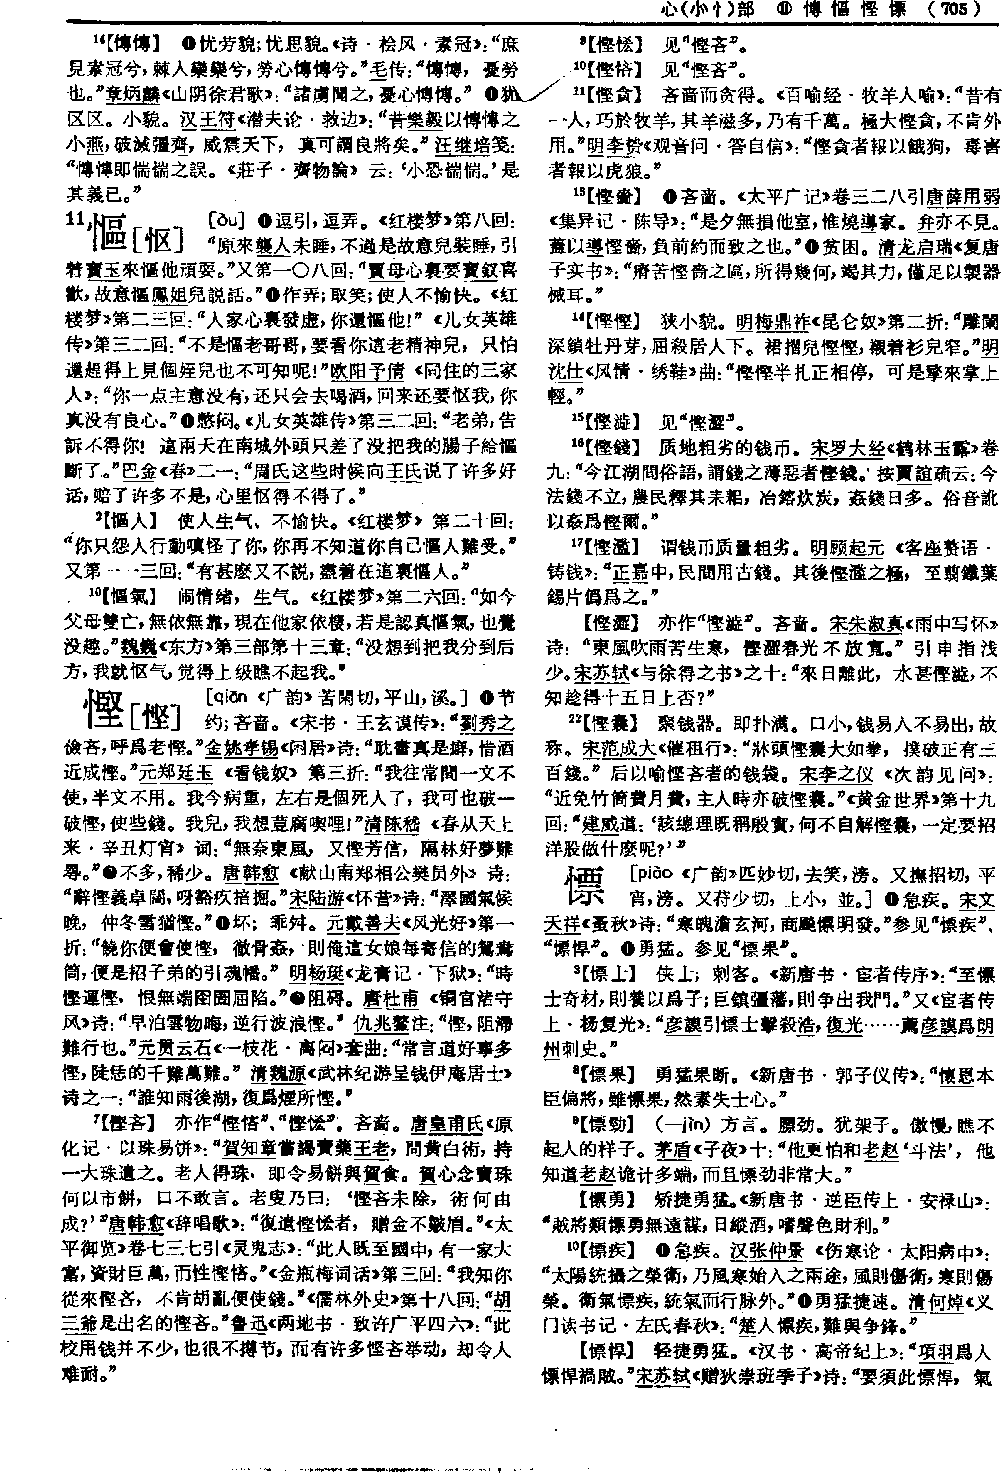 心(小忄)部 ⑪ 慱 慪 慳 慓 (705)
¹⁴【慱慱】 ❶忧劳貌;忧思貌。《诗·桧风·素冠》:“庶
見素冠兮,棘人欒欒兮,勞心慱慱兮。”毛传:“慱慱,憂勞
也。”章炳麟《山阴徐君歌》:“諸虜聞之,憂心慱慱。” ❷犹
区区。小貌。汉王符《潜夫论·救边》:“昔樂毅以慱慱之
小燕,破滅彊齊,威震天下,真可謂良將矣。”汪继培笺:
“慱慱即惴惴之誤。《莊子·齊物論》云:‘小恐惴惴。’是
其義已。”
11, 慪[怄] [òu] ❶逗引,逗弄。《红楼梦》第八回:
“原來襲人未睡,不過是故意兒裝睡,引
着寶玉來慪他頑耍。”又第一〇八回:“賈母心裏要寶釵喜
歡,故意慪鳳姐兒説話。”❷作弄;取笑;使人不愉快。《红
楼梦》第二三回:“人家心裏發虛,你還慪他!”《儿女英雄
传》第三二回:“不是慪老哥哥,要看你這老精神兒,只怕
還趕得上見個姪兒也不可知呢!”欧阳予倩《同住的三家
人》:“你一点主意没有,还只会去喝酒,回来还要怄我,你
真没有良心。”❸憋闷。《儿女英雄传》第三二回:“老弟,告
訴不得你! 這兩天在南城外頭只差了没把我的腸子給慪
斷了。”巴金《春》二一:“周氏这些时候向王氏说了许多好
话,赔了许多不是,心里怄得不得了。”
²【慪人】 使人生气、不愉快。《红楼梦》第二十回:
“你只怨人行動嗔怪了你,你再不知道你自己慪人難受。”
又第一一三回:“有甚麽又不説,盡着在這裏慪人。”
¹⁰【慪氣】 闹情绪,生气。《红楼梦》第二六回:“如今
父母雙亡,無依無靠,現在他家依棲,若是認真慪氣,也覺
没趣。”魏巍《东方》第三部第十三章:“没想到把我分到后
方,我就怄气,觉得上级瞧不起我。”
慳[悭] [qiān 《广韵》苦閑切,平山,溪。] ❶节
约;吝啬。《宋书·王玄谟传》:“劉秀之
儉吝,呼爲老慳。”金姚孝锡《闲居》诗:“耽書真是癖,惜酒
近成慳。”元郑廷玉《看钱奴》第三折:“我往常間一文不
使,半文不用。我今病重,左右是個死人了,我可也破一
破慳,使些錢。我兒,我想荳腐喫哩!”清陈嵇《春从天上
来·辛丑灯宵》词:“無奈東風,又慳芳信,隔林好夢難
尋。”❷不多,稀少。唐韩愈《献山南郑相公樊员外》诗:
“辭慳義卓闊,呀豁疚掊掘。”宋陆游《怀昔》诗:“澤國氣候
晚,仲冬雪猶慳。”❸坏;乖舛。元戴善夫《风光好》第一
折:“饒你便會使慳,徹骨姦,則俺這女娘每寄信的鴛鴦
簡,便是招子弟的引魂幡。”明杨珽《龙膏记·下狱》:“時
慳運慳,恨無端囹圄屈陷。”❹阻碍。唐杜甫《铜官渚守
风》诗:“早泊雲物晦,逆行波浪慳。”仇兆鳌注:“慳,阻滯
難行也。”元贯云石《一枝花·离闷》套曲:“常言道好事多
慳,陡恁的千難萬難。”清魏源《武林纪游呈钱伊庵居士》
诗之一:“誰知雨後湖,復爲煙所慳。”
⁷【慳吝】 亦作“慳悋”、“慳恡”。吝啬。唐皇甫氏《原
化记·以珠易饼》:“賀知章嘗謁賣藥王老,問黄白術,持
一大珠遺之。老人得珠,即令易餅與賀食。賀心念寶珠
何以市餅,口不敢言。老叟乃曰:‘慳吝未除,術何由
成?’”唐韩愈《辞唱歌》:“復遣慳恡者,贈金不皺眉。”《太
平御览》卷七三七引《灵鬼志》:“此人既至國中,有一家大
富,資財巨萬,而性慳悋。”《金瓶梅词话》第三回:“我知你
從來慳吝,不肯胡亂便使錢。”《儒林外史》第十八回:“胡
三爺是出名的慳吝。”鲁迅《两地书·致许广平四六》:“此
校用钱并不少,也很不撙节,而有许多悭吝举动,却令人
难耐。”
⁹【慳恡】 见“慳吝”。
¹⁰【慳悋】 见“慳吝”。
¹¹【慳貪】 吝啬而贪得。《百喻经·牧羊人喻》:“昔有
一人,巧於牧羊,其羊滋多,乃有千萬。極大慳貪,不肯外
用。”明李贽《观音问·答自信》:“慳貪者報以餓狗,毒害
者報以虎狼。”
¹³【慳嗇】 ❶吝啬。《太平广记》卷三二八引唐薛用弱
《集异记·陈导》:“是夕無損他室,惟燒導家。弁亦不見。
蓋以導慳嗇,負前約而致之也。”❷贫困。清龙启瑞《复唐
子实书》:“瘠苦慳嗇之區,所得幾何,竭其力,僅足以製器
械耳。”
¹⁴【慳慳】 狭小貌。明梅鼎祚《昆仑奴》第二折:“雕闌
深鎖牡丹芽,屈殺居人下。裙摺兒慳慳,襯着衫兒窄。”明
沈仕《风情·绣鞋》曲:“慳慳半扎正相停,可是擎來掌上
輕。”
¹⁵【慳澁】 见“慳澀”。
¹⁶【慳錢】 质地粗劣的钱币。宋罗大经《鹤林玉露》卷
九:“今江湖間俗語,謂錢之薄惡者慳錢。按賈誼疏云:今
法錢不立,農民釋其耒耜,冶鎔炊炭,姦錢日多。俗音訛
以姦爲慳爾。”
¹⁷【慳濫】 谓钱币质量粗劣。明顾起元《客座赘语·
铸钱》:“正嘉中,民間用古錢。其後慳濫之極,至剪鐵葉
錫片僞爲之。”
【慳澀】 亦作“慳澁”。吝啬。宋朱淑真《雨中写怀》
诗:“東風吹雨苦生寒,慳澀春光不放寬。”引申指浅
少。宋苏轼《与徐得之书》之十:“來日離此,水甚慳澁,不
知趁得十五日上否?”
²²【慳囊】 聚钱器。即扑满。口小,钱易入不易出,故
称。宋范成大《催租行》:“牀頭慳囊大如拳,撲破正有三
百錢。”后以喻悭吝者的钱袋。宋李之仪《次韵见问》:
“近免竹筒費月費,主人時亦破慳囊。”《黄金世界》第十九
回:“建威道:‘該總理既稱殷實,何不自解慳囊,一定要招
洋股做什麽呢?’”
慓 [piào 《广韵》匹妙切,去笑,滂。又撫招切,平
宵,滂。又苻少切,上小,並。] ❶急疾。宋文
天祥《蚤秋》诗:“寒魄澹玄河,商飈慓明發。”参见“慓疾”、
“慓悍”。❷勇猛。参见“慓果”。
³【慓士】 侠士;刺客。《新唐书·宦者传序》:“至慓
士奇材,則養以爲子;巨鎮彊藩,則争出我門。”又《宦者传
上·杨复光》:“彦謨引慓士擊殺浩,復光……薦彦謨爲朗
州刺史。”
⁸【慓果】 勇猛果断。《新唐书·郭子仪传》:“懷恩本
臣偏將,雖慓果,然素失士心。”
⁹【慓勁】 (一jìn) 方言。膘劲。犹架子。傲慢,瞧不
起人的样子。茅盾《子夜》十:“他更怕和老赵‘斗法’,他
知道老赵诡计多端,而且慓劲非常大。”
【慓勇】 矫捷勇猛。《新唐书·逆臣传上·安禄山》:
“賊將類慓勇無遠謀,日縱酒,嗜聲色財利。”
¹⁰【慓疾】 ❶急疾。汉张仲景《伤寒论·太阳病中》:
“太陽統攝之榮衛,乃風寒始入之兩途,風則傷衛,寒則傷
榮。衛氣慓疾,統氣而行脉外。”❷勇猛捷速。清何焯《义
门读书记·左氏春秋》:“楚人慓疾,難與争鋒。”
【慓悍】 轻捷勇猛。《汉书·高帝纪上》:“項羽爲人
慓悍禍賊。”宋苏轼《赠狄崇班季子》诗:“要須此慓悍,氣